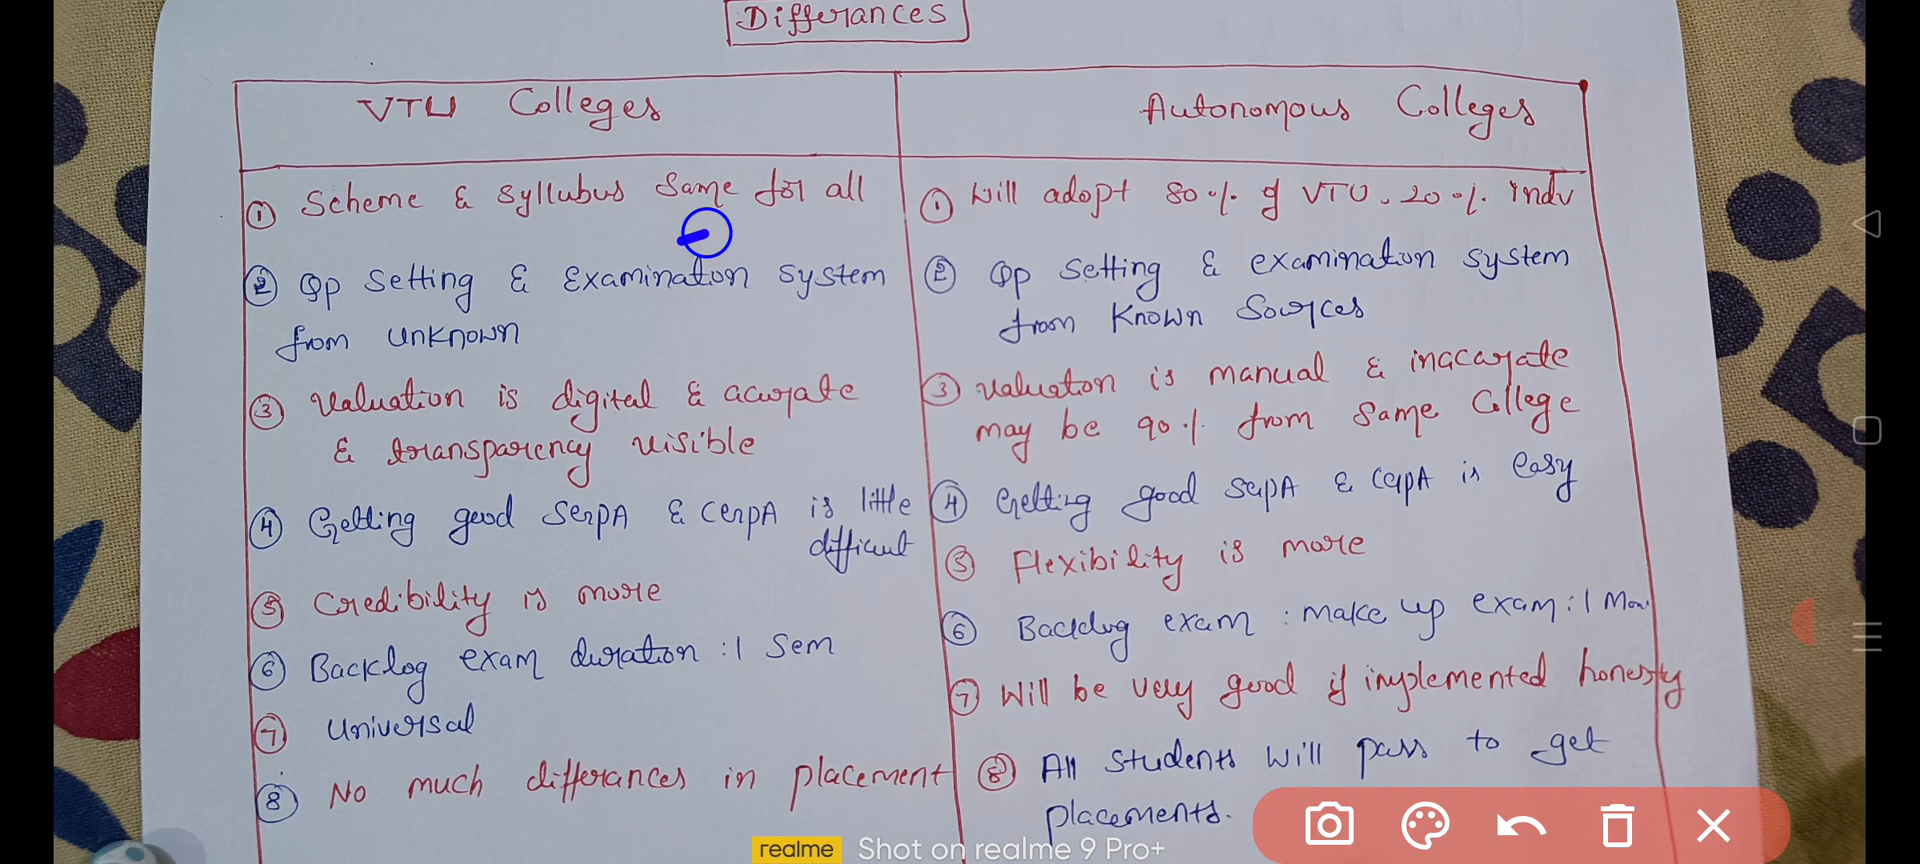 Differances
VTU Colleges
① Scheme & Syllubus Same for all
② Qp Setting & Examination System
from unknown
③ Valuation is digital & acurate
& transparency visible
④ Getting good SGPA & CGPA is little
difficult
⑤ Credibility is more
⑥ Backlog exam duration : 1 Sem
⑦ Universal
⑧ No much differances in placement
Autonomous Colleges
① Will adopt 80% of VTU. 20% indv
② Qp Setting & examination System
from Known Sources
③ Valuation is manual & inacarate
may be 90% from Same College
④ Getting good SGPA & CGPA is Easy
⑤ Flexibility is more
⑥ Backlog exam : make up exam : 1 Mon
⑦ Will be very good if implemented honesty
⑧ All students will pass to get
placements.
realme Shot on realme 9 Pro+